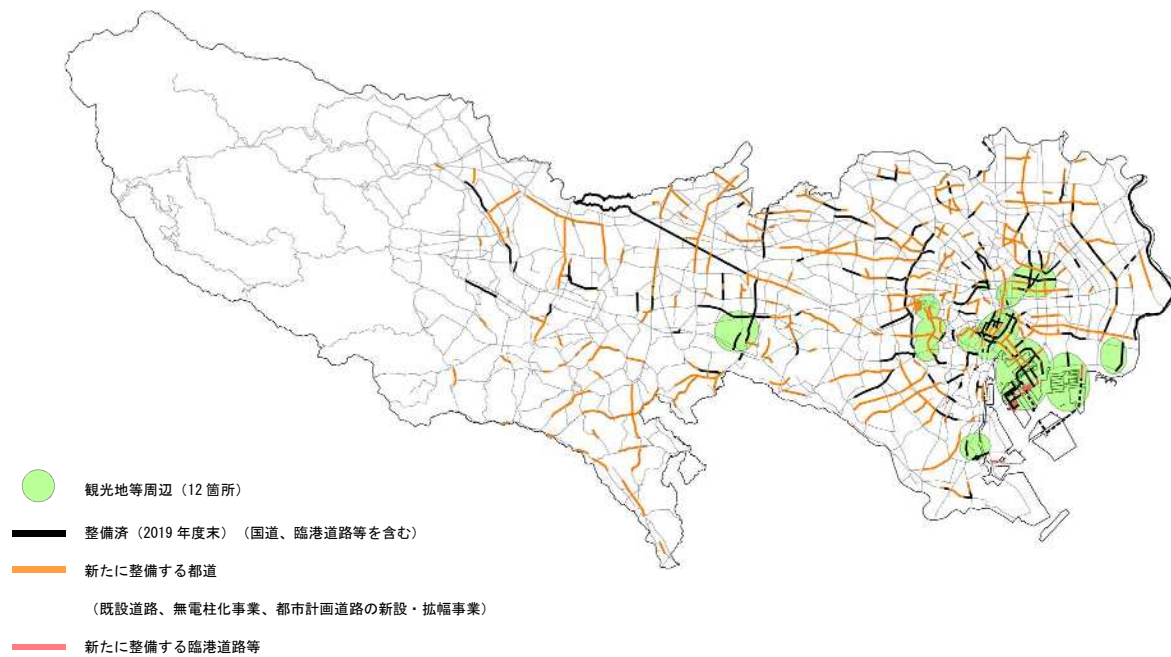 観光地等周辺（12箇所）
整備済（2019年度末）（国道、臨港道路等を含む）
新たに整備する都道
（既設道路、無電柱化事業、都市計画道路の新設・拡幅事業）
新たに整備する臨港道路等